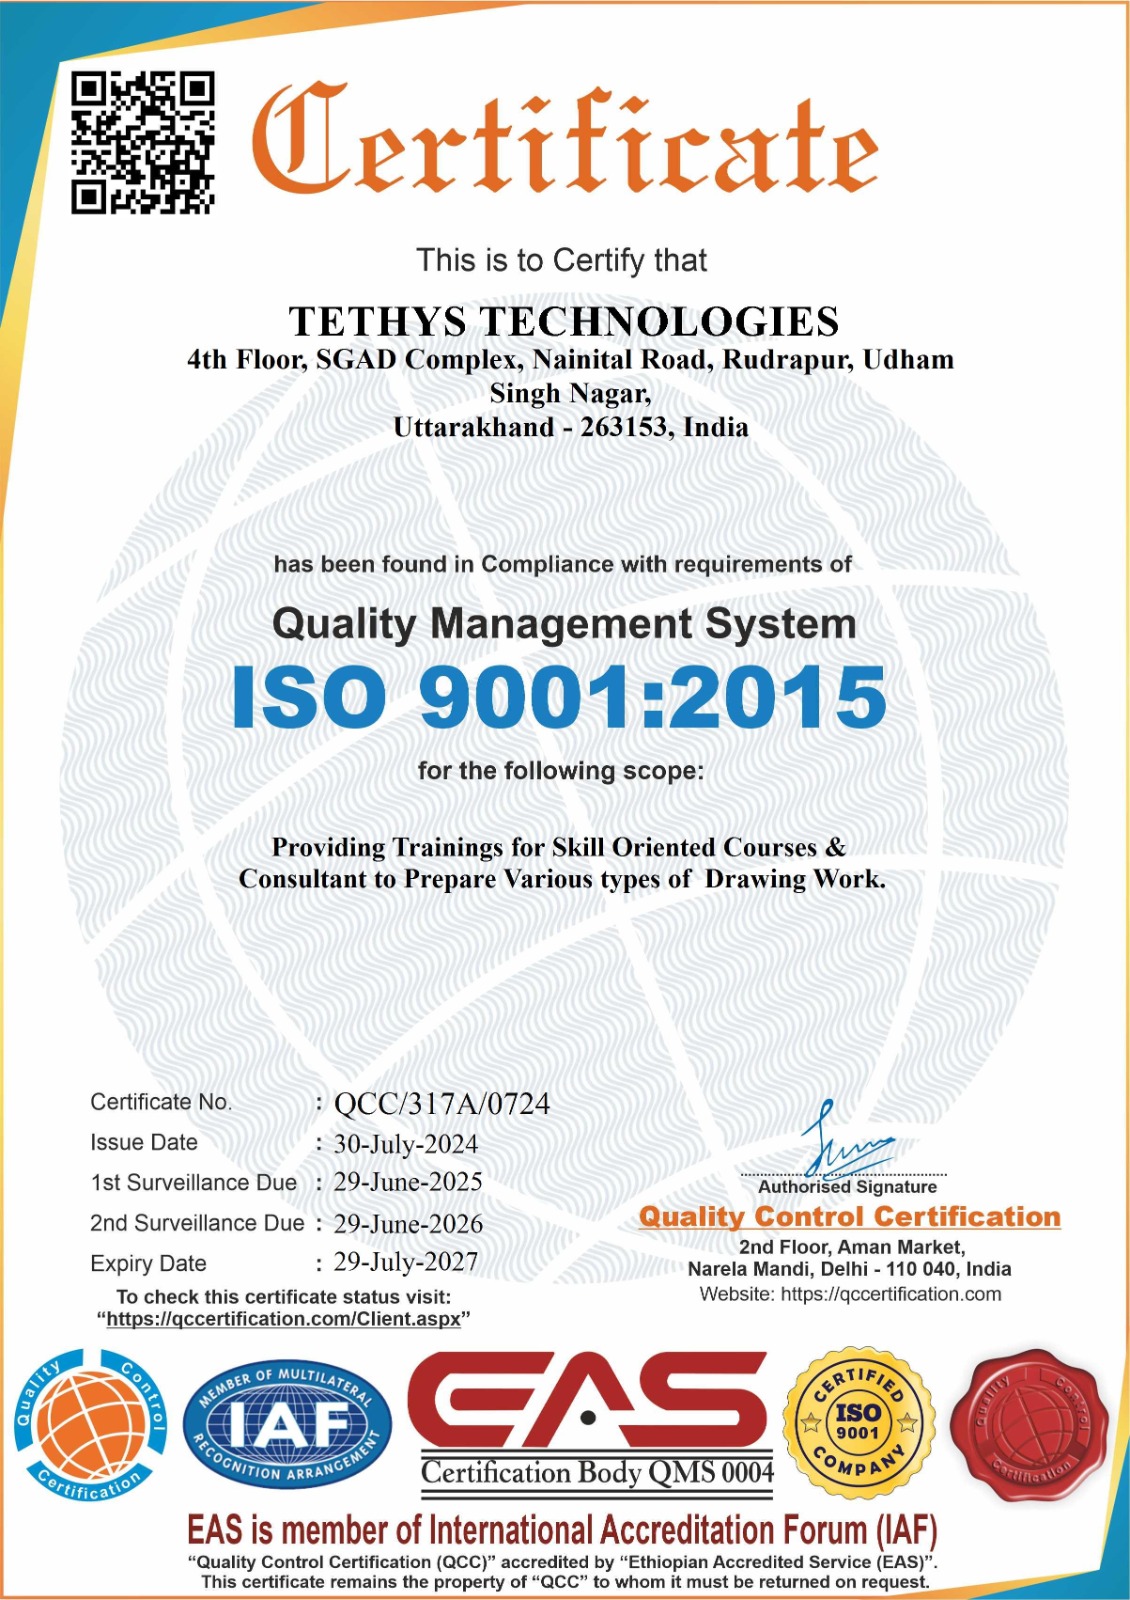 Certificate
This is to Certify that
TETHYS TECHNOLOGIES
4th Floor, SGAD Complex, Nainital Road, Rudrapur, Udham
Singh Nagar,
Uttarakhand - 263153, India
has been found in Compliance with requirements of
Quality Management System
ISO 9001:2015
for the following scope:
Providing Trainings for Skill Oriented Courses &
Consultant to Prepare Various types of Drawing Work.
Certificate No. : QCC/317A/0724
Issue Date : 30-July-2024
1st Surveillance Due : 29-June-2025
2nd Surveillance Due : 29-June-2026
Expiry Date : 29-July-2027
To check this certificate status visit:
“https://qccertification.com/Client.aspx”
Authorised Signature
Quality Control Certification
2nd Floor, Aman Market,
Narela Mandi, Delhi - 110 040, India
Website: https://qccertification.com
Quality Control Certification
MEMBER OF MULTILATERAL
IAF
RECOGNITION ARRANGEMENT
EAS
Certification Body QMS 0004
CERTIFIED
ISO
9001
COMPANY
Quality Control Certification
EAS is member of International Accreditation Forum (IAF)
“Quality Control Certification (QCC)” accredited by “Ethiopian Accredited Service (EAS)”.
This certificate remains the property of “QCC” to whom it must be returned on request.